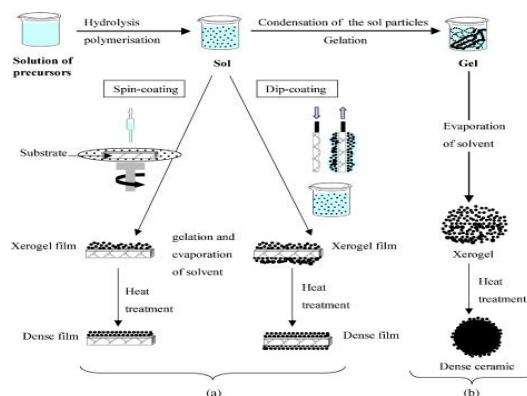 Hydrolysis
polymerisation
Condensation of the sol particles
Gelation
Solution of
precursors
Sol
Gel
Spin-coating
Dip-coating
Substrate
Evaporation
of solvent
Xerogel film
gelation and
evaporation
of solvent
Xerogel film
Xerogel
Heat
treatment
Heat
treatment
Heat
treatment
Dense film
Dense film
Dense ceramic
(a)
(b)